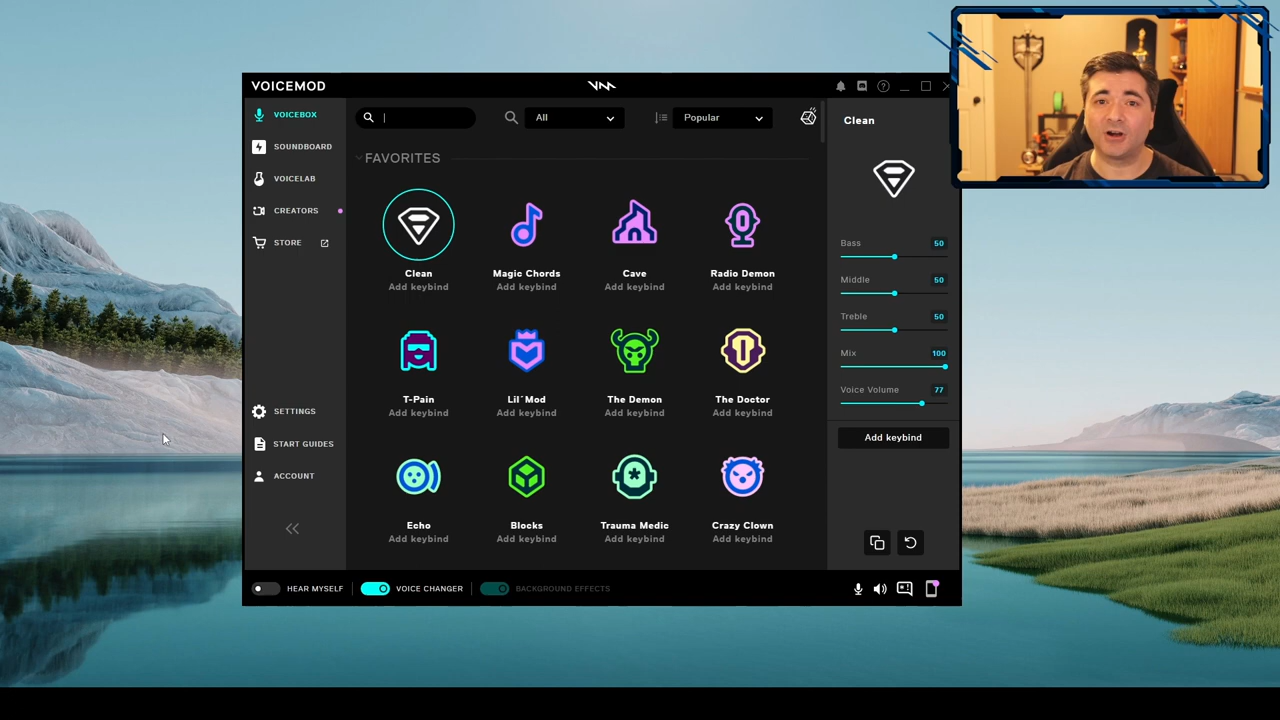 VOICEMOD
VOICEBOX
SOUNDBOARD
VOICELAB
CREATORS
STORE
SETTINGS
START GUIDES
ACCOUNT
All
Popular
FAVORITES
Clean
Magic Chords
Cave
Radio Demon
Add keybind
Add keybind
Add keybind
Add keybind
T-Pain
Lil´Mod
The Demon
The Doctor
Add keybind
Add keybind
Add keybind
Add keybind
Echo
Blocks
Trauma Medic
Crazy Clown
Add keybind
Add keybind
Add keybind
Add keybind
Clean
Bass 50
Middle 50
Treble 50
Mix 100
Voice Volume 77
Add keybind
HEAR MYSELF
VOICE CHANGER
BACKGROUND EFFECTS